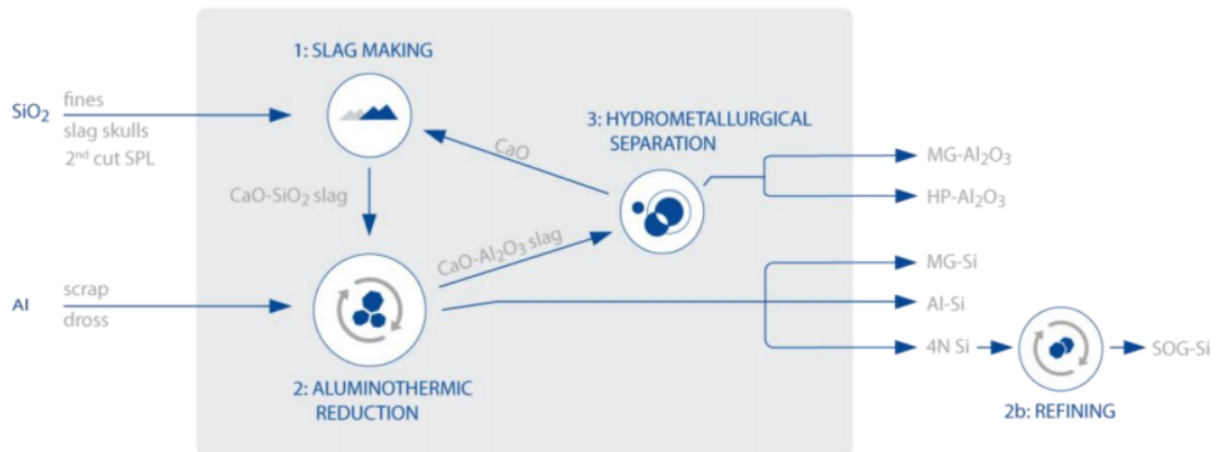 1: SLAG MAKING
SiO₂
fines
slag skulls
2nd cut SPL
3: HYDROMETALLURGICAL
SEPARATION
CaO
MG-Al₂O₃
HP-Al₂O₃
CaO-SiO₂ slag
CaO-Al₂O₃ slag
MG-Si
Al
scrap
dross
Al-Si
4N Si
SOG-Si
2: ALUMINOTHERMIC
REDUCTION
2b: REFINING